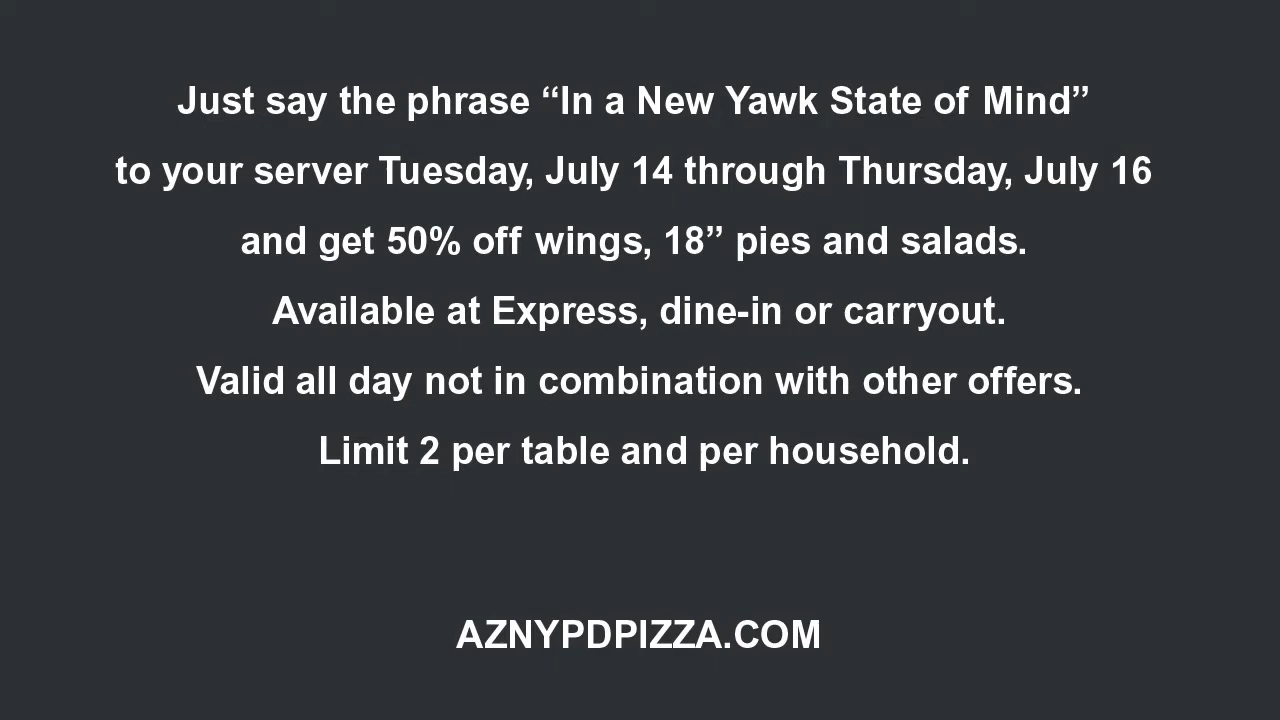 Just say the phrase “In a New Yawk State of Mind”
to your server Tuesday, July 14 through Thursday, July 16
and get 50% off wings, 18” pies and salads.
Available at Express, dine-in or carryout.
Valid all day not in combination with other offers.
Limit 2 per table and per household.
AZNYPDPIZZA.COM